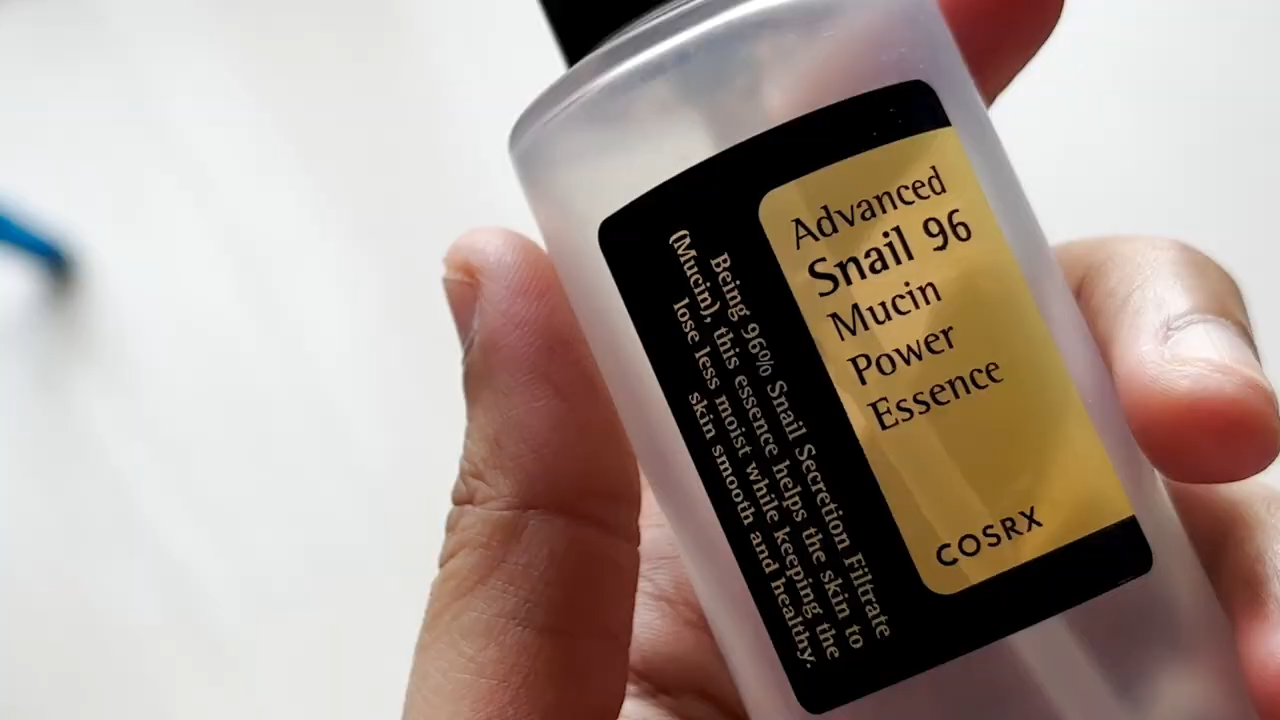 Advanced
Snail 96
Mucin
Power
Essence
COSRX
Being 96% Snail Secretion Filtrate
(Mucin), this essence helps the skin to
lose less moist while keeping the
skin smooth and healthy.